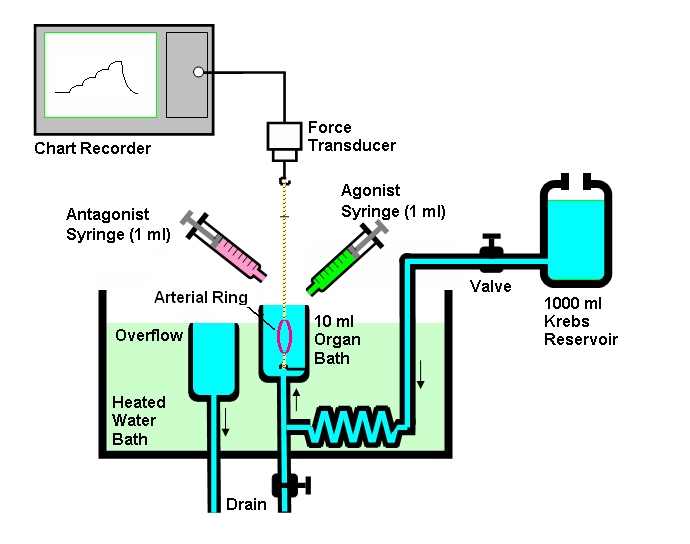 Chart Recorder
Force
Transducer
Antagonist
Syringe (1 ml)
Agonist
Syringe (1 ml)
Arterial Ring
Overflow
10 ml
Organ
Bath
Valve
1000 ml
Krebs
Reservoir
Heated
Water
Bath
Drain